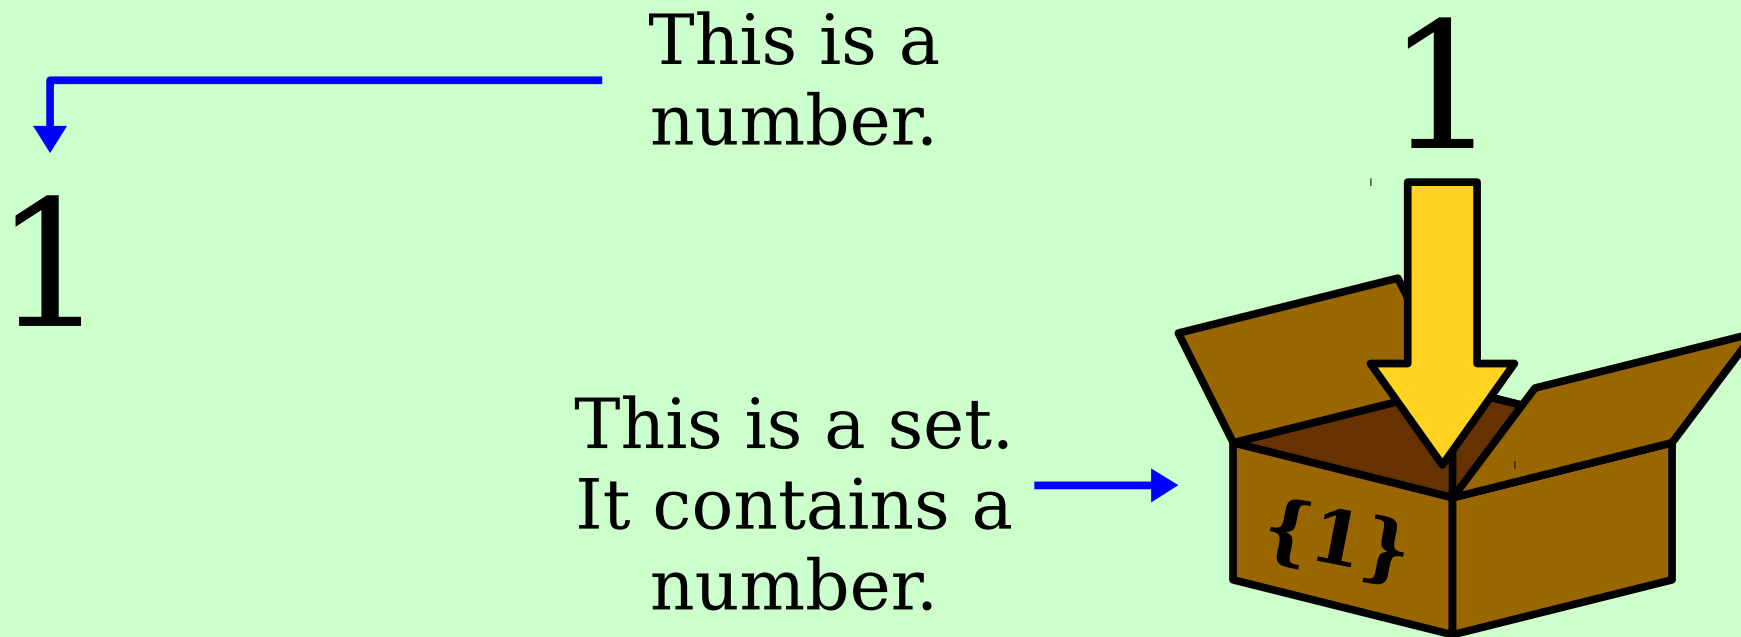 This is a
number.
1
1
This is a set.
It contains a
number.
{1}